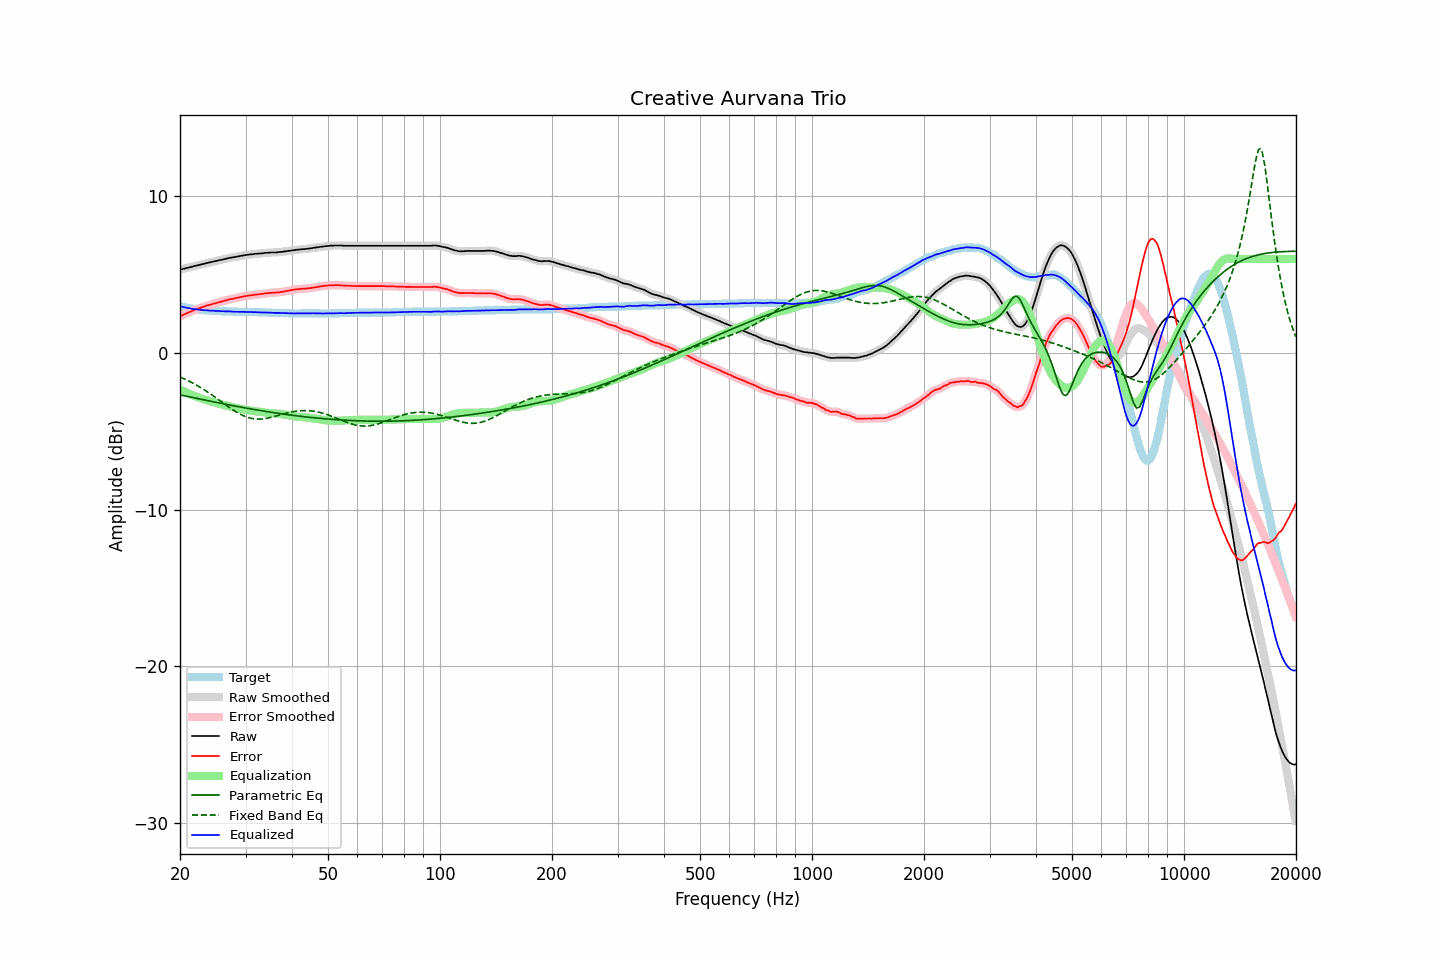 Creative Aurvana Trio
Amplitude (dBr)
10
0
−10
−20
−30
Target
Raw Smoothed
Error Smoothed
Raw
Error
Equalization
Parametric Eq
Fixed Band Eq
Equalized
20 50 100 200 500 1000 2000 5000 10000 20000
Frequency (Hz)